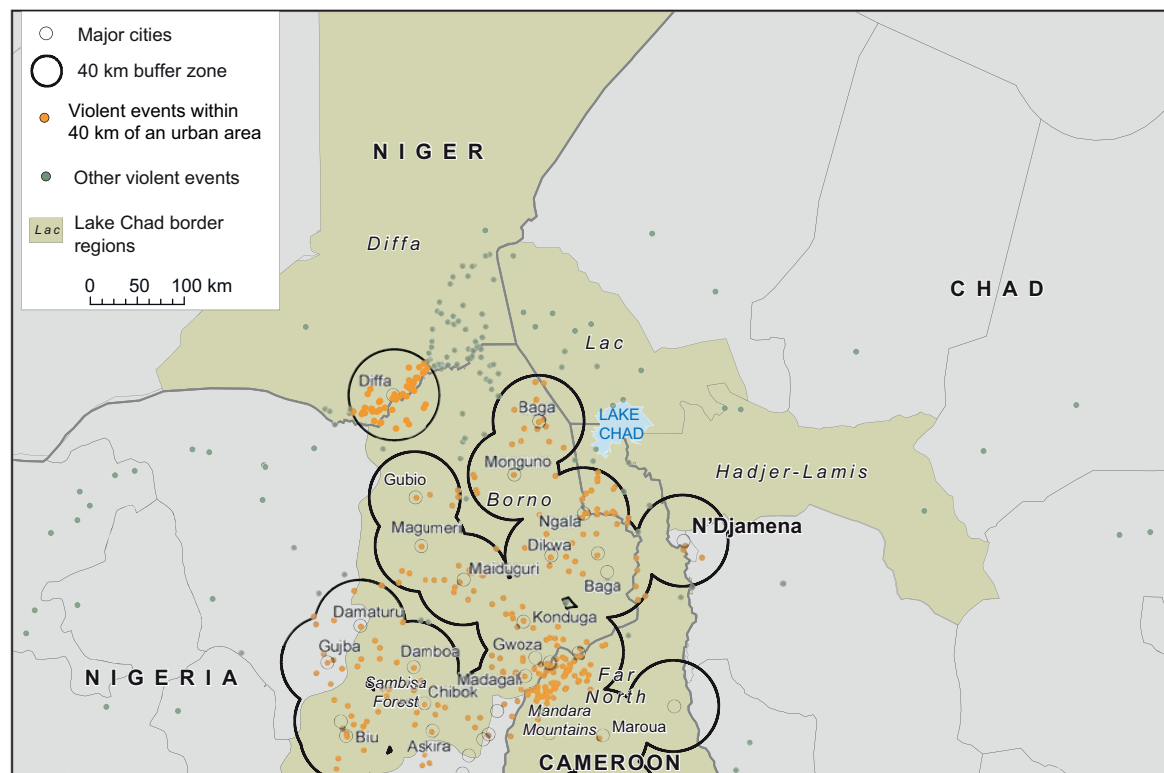 Major cities
40 km buffer zone
Violent events within
40 km of an urban area
Other violent events
Lac
Lake Chad border
regions
0 50 100 km
NIGER
Diffa
CHAD
Lac
Diffa
Baga
LAKE
CHAD
Monguno
Hadjer-Lamis
Gubio
Borno
Magumeri
Ngala
N'Djamena
Dikwa
Maiduguri
Baga
Damaturu
Konduga
Gujba
Damboa
Gwoza
NIGERIA
Madagali
Far
North
Sambisa
Forest
Chibok
Mandara
Mountains
Maroua
Biu
Askira
CAMEROON